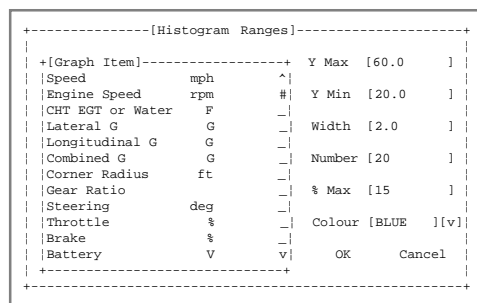 +---------------[Histogram Ranges]---------------------+
+[Graph Item]-----------------+ Y Max [60.0 ]
|Speed mph ^|
|Engine Speed rpm #| Y Min [20.0 ]
|CHT EGT or Water F _|
|Lateral G G _| Width [2.0 ]
|Longitudinal G G _|
|Combined G G _| Number [20 ]
|Corner Radius ft _|
|Gear Ratio _| % Max [15 ]
|Steering deg _|
|Throttle % _| Colour [BLUE ][v]
|Brake % _|
|Battery V v| OK Cancel
+-----------------------------+
+------------------------------------------------------+